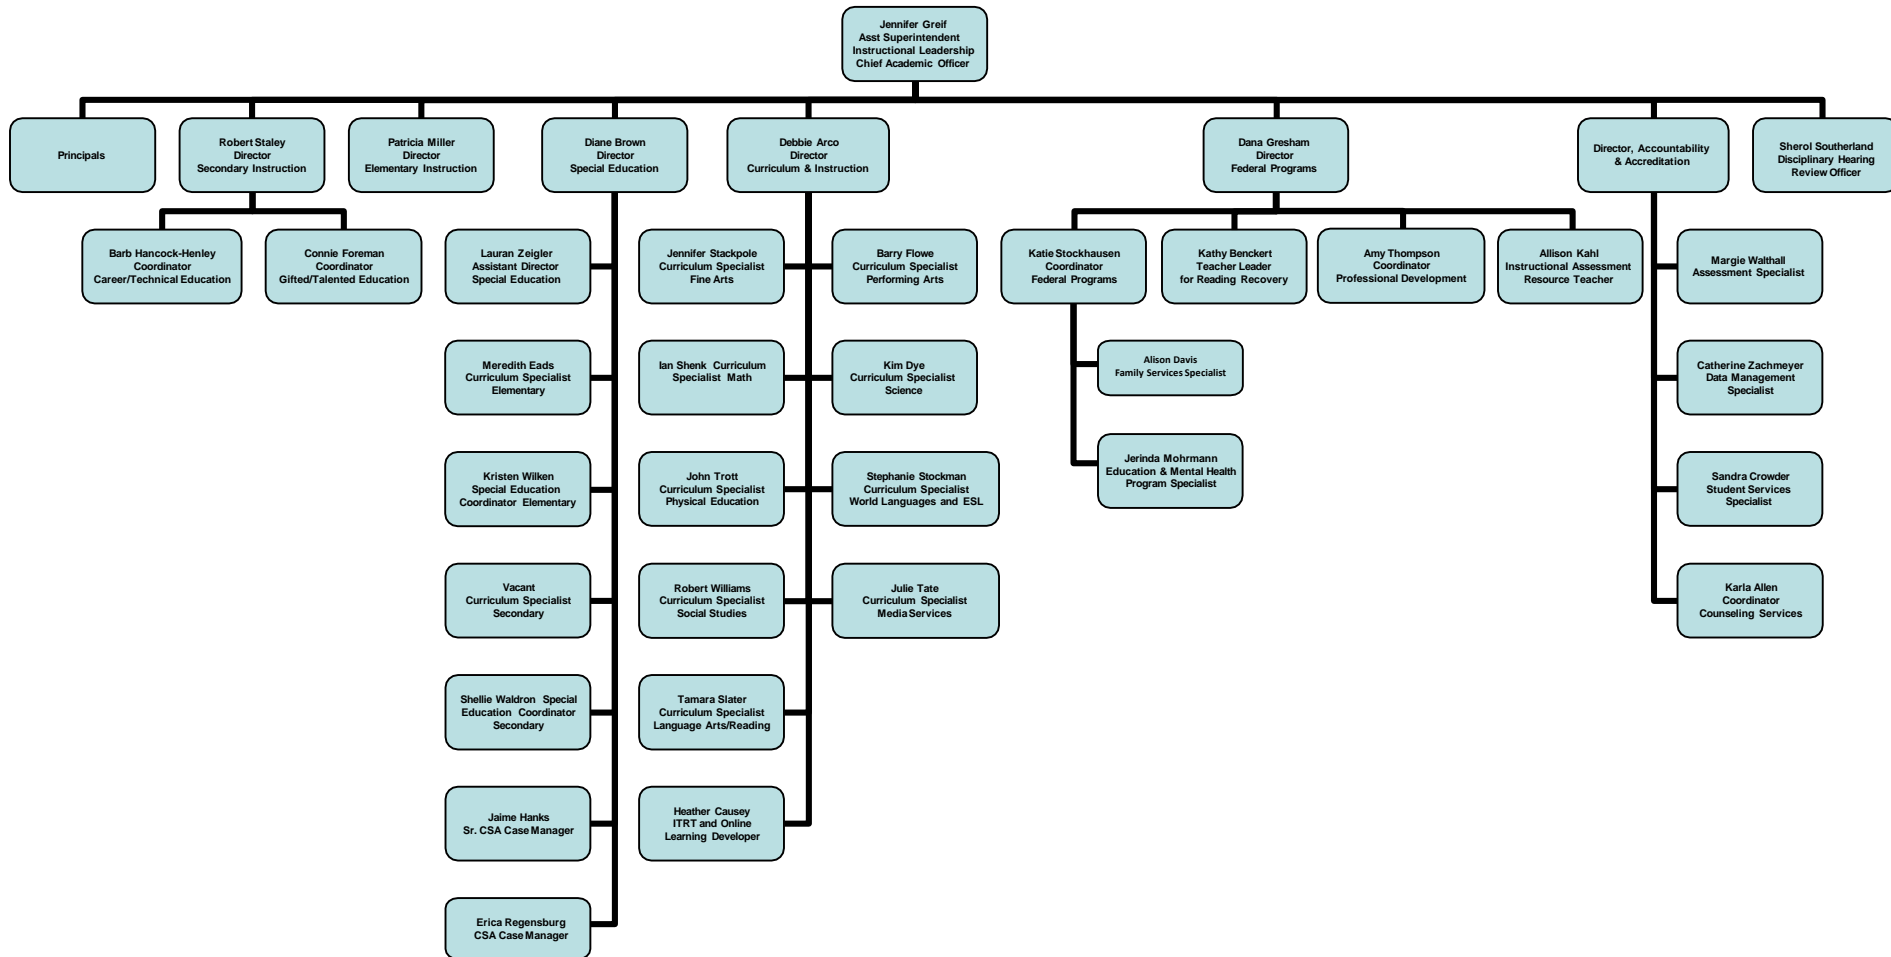 Jennifer Greif
Asst Superintendent
Instructional Leadership
Chief Academic Officer
Principals
Robert Staley
Director
Secondary Instruction
Patricia Miller
Director
Elementary Instruction
Diane Brown
Director
Special Education
Debbie Arco
Director
Curriculum & Instruction
Dana Gresham
Director
Federal Programs
Director, Accountability
& Accreditation
Sherol Southerland
Disciplinary Hearing
Review Officer
Barb Hancock-Henley
Coordinator
Career/Technical Education
Connie Foreman
Coordinator
Gifted/Talented Education
Lauran Zeigler
Assistant Director
Special Education
Jennifer Stackpole
Curriculum Specialist
Fine Arts
Barry Flowe
Curriculum Specialist
Performing Arts
Katie Stockhausen
Coordinator
Federal Programs
Kathy Benckert
Teacher Leader
for Reading Recovery
Amy Thompson
Coordinator
Professional Development
Allison Kahl
Instructional Assessment
Resource Teacher
Margie Walthall
Assessment Specialist
Meredith Eads
Curriculum Specialist
Elementary
Ian Shenk Curriculum
Specialist Math
Kim Dye
Curriculum Specialist
Science
Alison Davis
Family Services Specialist
Catherine Zachmeyer
Data Management
Specialist
Kristen Wilken
Special Education
Coordinator Elementary
John Trott
Curriculum Specialist
Physical Education
Stephanie Stockman
Curriculum Specialist
World Languages and ESL
Jerinda Mohrmann
Education & Mental Health
Program Specialist
Sandra Crowder
Student Services
Specialist
Vacant
Curriculum Specialist
Secondary
Robert Williams
Curriculum Specialist
Social Studies
Julie Tate
Curriculum Specialist
Media Services
Karla Allen
Coordinator
Counseling Services
Shellie Waldron Special
Education Coordinator
Secondary
Tamara Slater
Curriculum Specialist
Language Arts/Reading
Jaime Hanks
Sr. CSA Case Manager
Heather Causey
ITRT and Online
Learning Developer
Erica Regensburg
CSA Case Manager